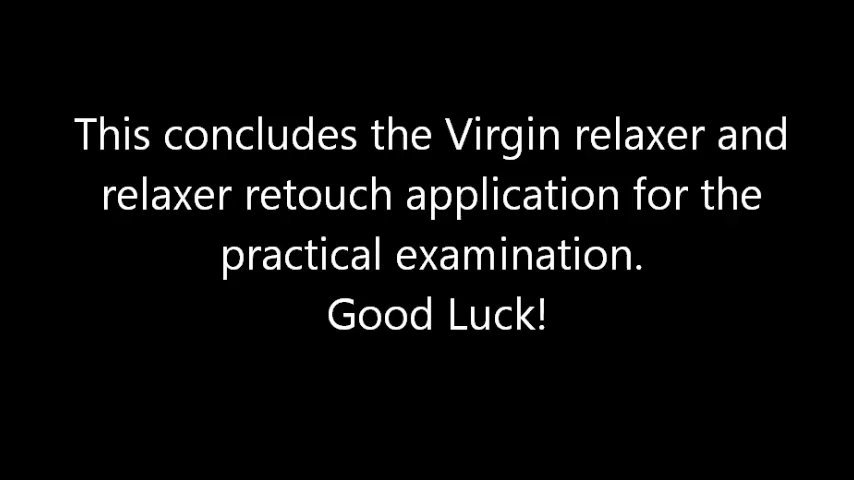 This concludes the Virgin relaxer and
relaxer retouch application for the
practical examination.
Good Luck!